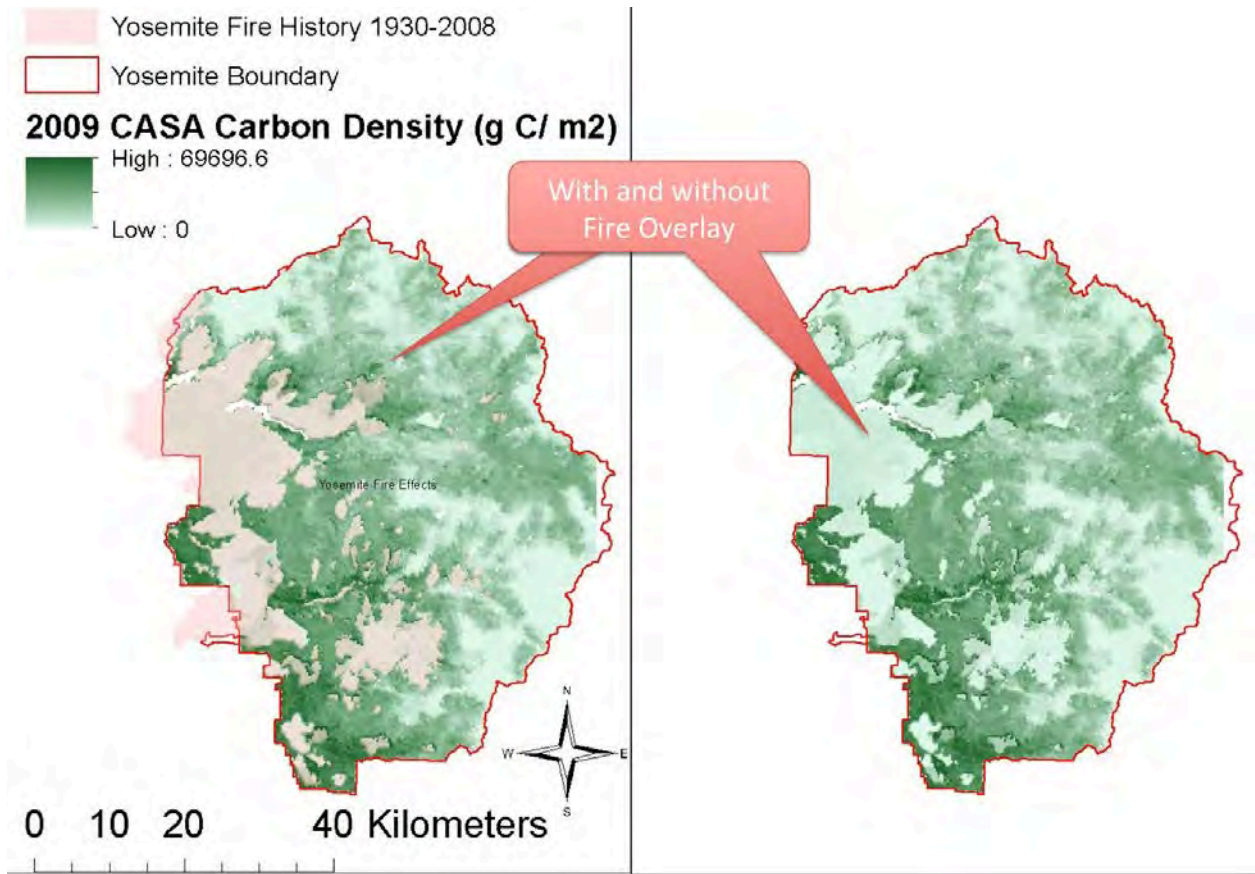 Yosemite Fire History 1930-2008
Yosemite Boundary
2009 CASA Carbon Density (g C/ m2)
High : 69696.6
Low : 0
With and without
Fire Overlay
Yosemite Fire Effects
N
W E
S
0 10 20 40 Kilometers